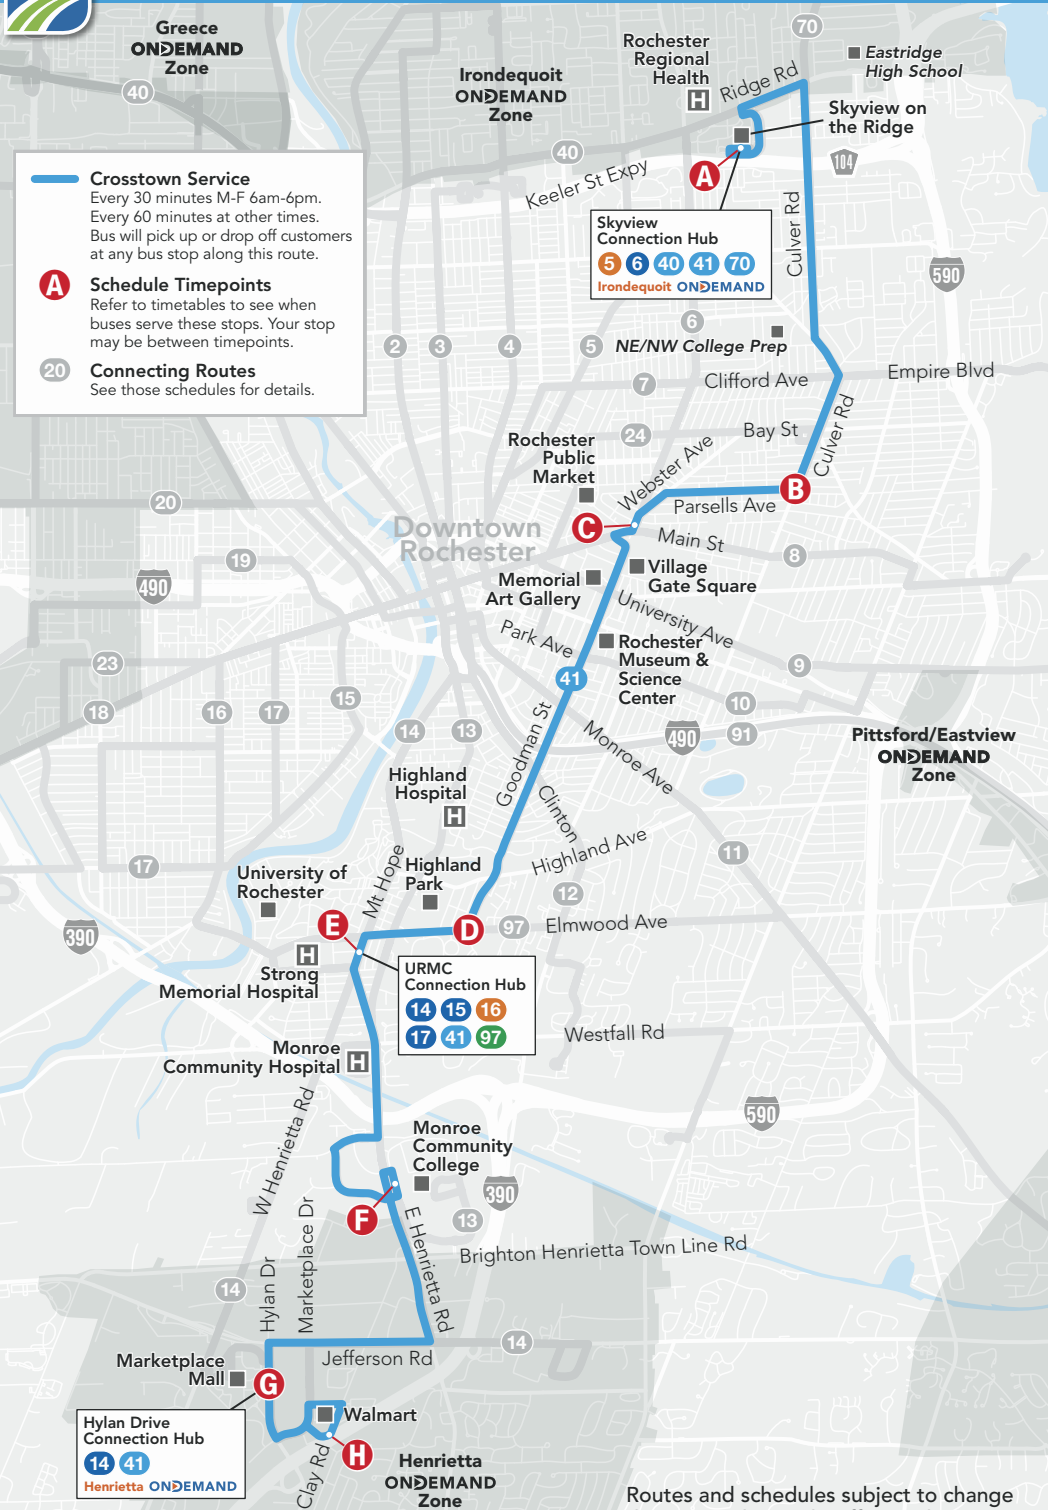 70
Greece
ONDEMAND
Zone
Rochester
Regional
Health
H
Eastridge
High School
Irondequoit
ONDEMAND
Zone
Ridge Rd
40
Skyview on
the Ridge
104
40
A
Keeler St Expy
Crosstown Service
Every 30 minutes M-F 6am-6pm.
Every 60 minutes at other times.
Bus will pick up or drop off customers
at any bus stop along this route.
A
Schedule Timepoints
Refer to timetables to see when
buses serve these stops. Your stop
may be between timepoints.
20
Connecting Routes
See those schedules for details.
Skyview
Connection Hub
5 6 40 41 70
Irondequoit ONDEMAND
Culver Rd
590
6
2 3 4 5
NE/NW College Prep
7
Clifford Ave
Empire Blvd
Culver Rd
24
Bay St
Rochester
Public
Market
Webster Ave
B
20
Parsells Ave
C
Downtown
Rochester
Main St
8
19
490
Village
Gate Square
Memorial
Art Gallery
University Ave
Park Ave
Rochester
Museum &
Science
Center
23
9
41
18 16 17 15
10
14 13
490
91
Goodman St
Monroe Ave
Pittsford/Eastview
ONDEMAND
Zone
Highland
Hospital
H
Clinton
Highland Ave
11
17
Mt Hope
Highland
Park
University of
Rochester
12
E
D
97
Elmwood Ave
390
H
Strong
Memorial Hospital
URMC
Connection Hub
14 15 16
17 41 97
Westfall Rd
Monroe
Community Hospital
H
590
W Henrietta Rd
Monroe
Community
College
390
F
13
Marketplace Dr
E Henrietta Rd
Brighton Henrietta Town Line Rd
Hylan Dr
14
14
Jefferson Rd
Marketplace
Mall
G
Walmart
Hylan Drive
Connection Hub
14 41
Henrietta ONDEMAND
Clay Rd
H
Henrietta
ONDEMAND
Zone
Routes and schedules subject to change